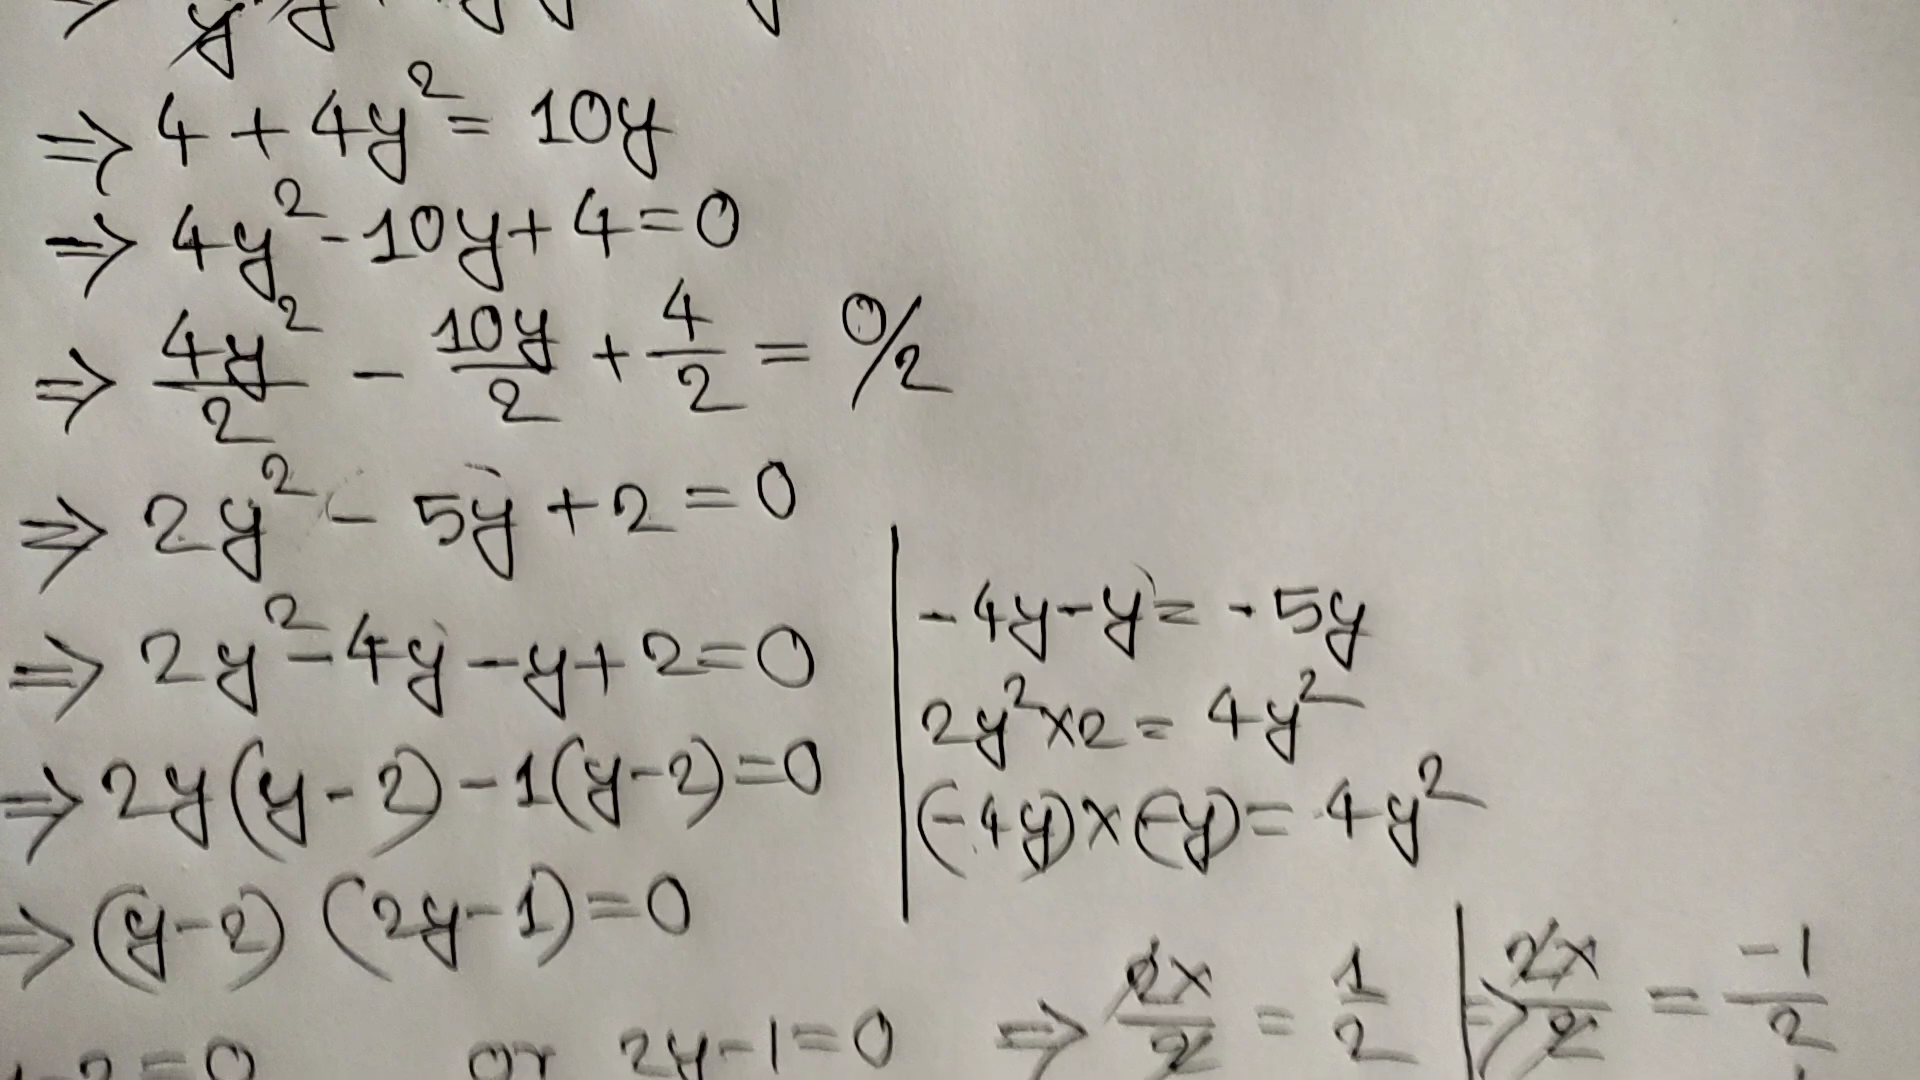 ⇒ 4 + 4y² = 10y
⇒ 4y² - 10y + 4 = 0
⇒ 4y²/2 - 10y/2 + 4/2 = 0/2
⇒ 2y² - 5y + 2 = 0
⇒ 2y² - 4y - y + 2 = 0
⇒ 2y(y - 2) - 1(y - 2) = 0
⇒ (y - 2) (2y - 1) = 0
-4y - y = -5y
2y² × 2 = 4y²
(-4y) × (-y) = 4y²
- 2 = 0 or 2y - 1 = 0
⇒ 2x/2 = 1/2
⇒ 2x/2 = -1/2